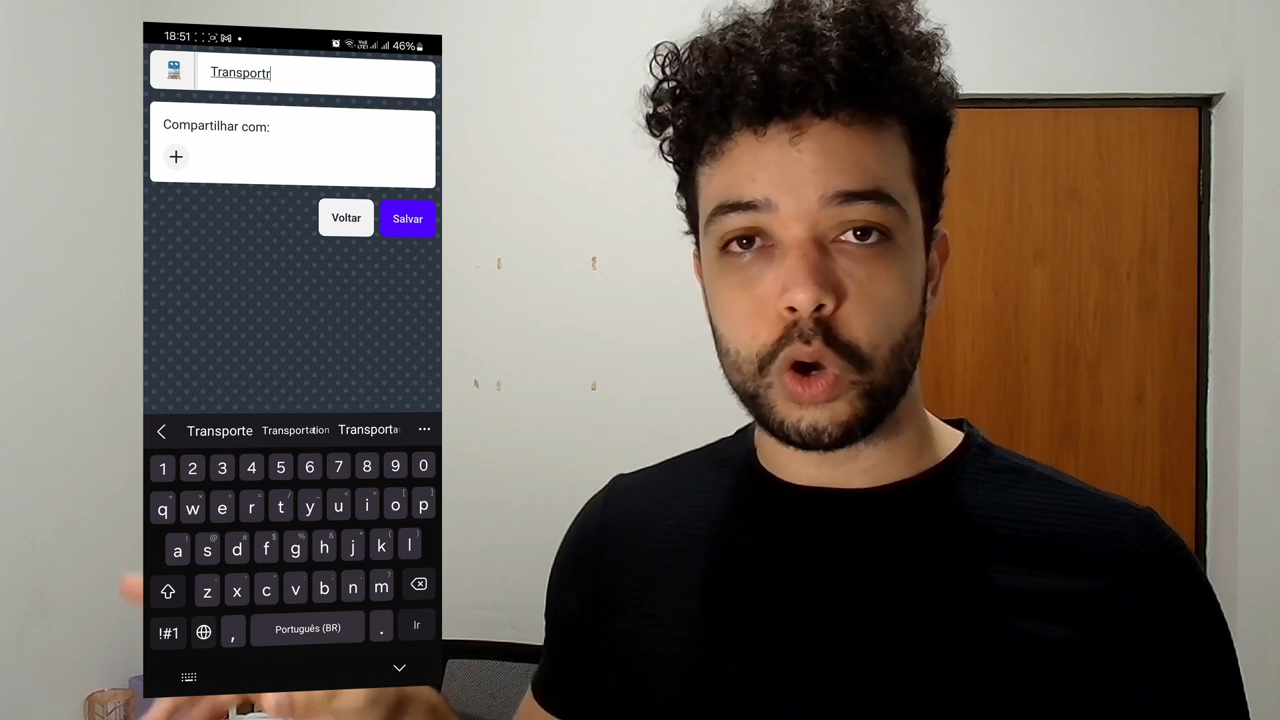 18:51 46%
Transportr
Compartilhar com:
+
Voltar Salvar
Transporte Transportation Transporta
1 2 3 4 5 6 7 8 9 0
q w e r t y u i o p
a s d f g h j k l
z x c v b n m
!#1 , Português (BR) . Ir